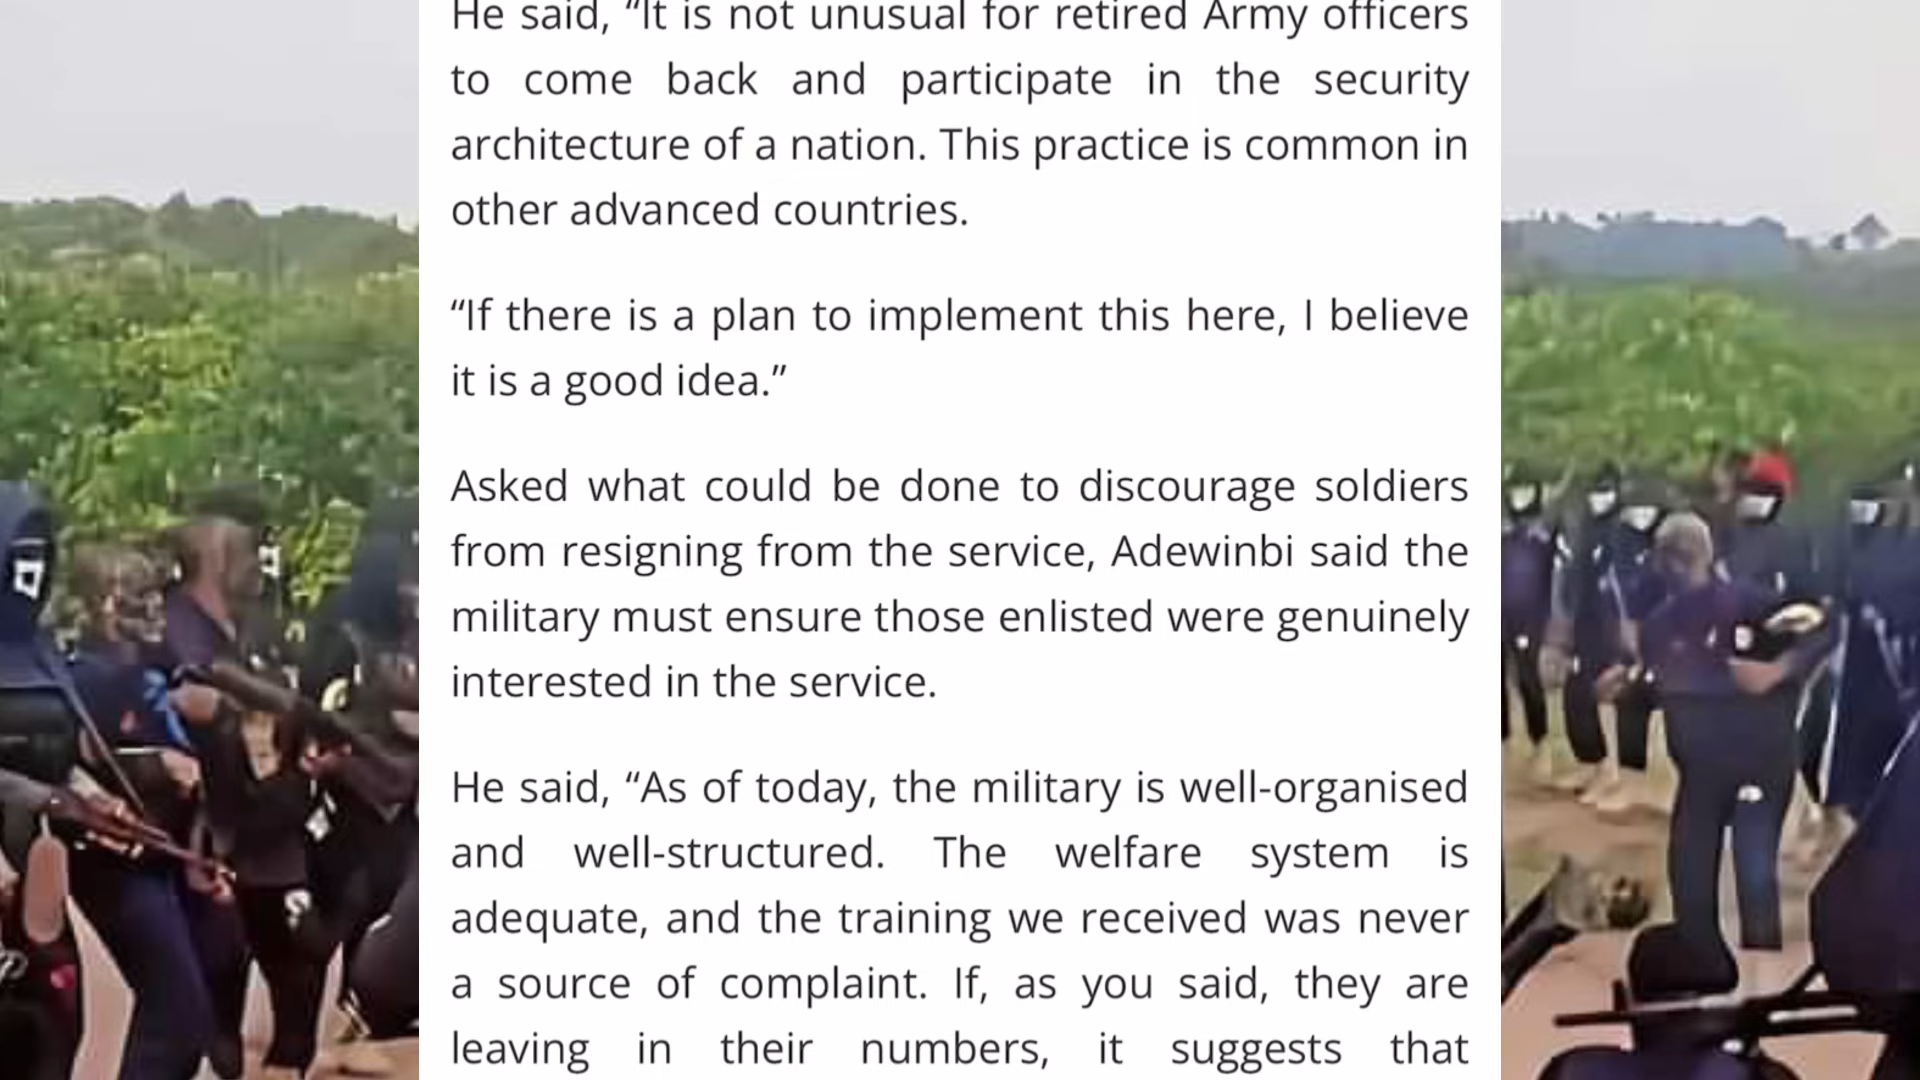 He said, “It is not unusual for retired Army officers
to come back and participate in the security
architecture of a nation. This practice is common in
other advanced countries.
“If there is a plan to implement this here, I believe
it is a good idea.”
Asked what could be done to discourage soldiers
from resigning from the service, Adewinbi said the
military must ensure those enlisted were genuinely
interested in the service.
He said, “As of today, the military is well-organised
and well-structured. The welfare system is
adequate, and the training we received was never
a source of complaint. If, as you said, they are
leaving in their numbers, it suggests that